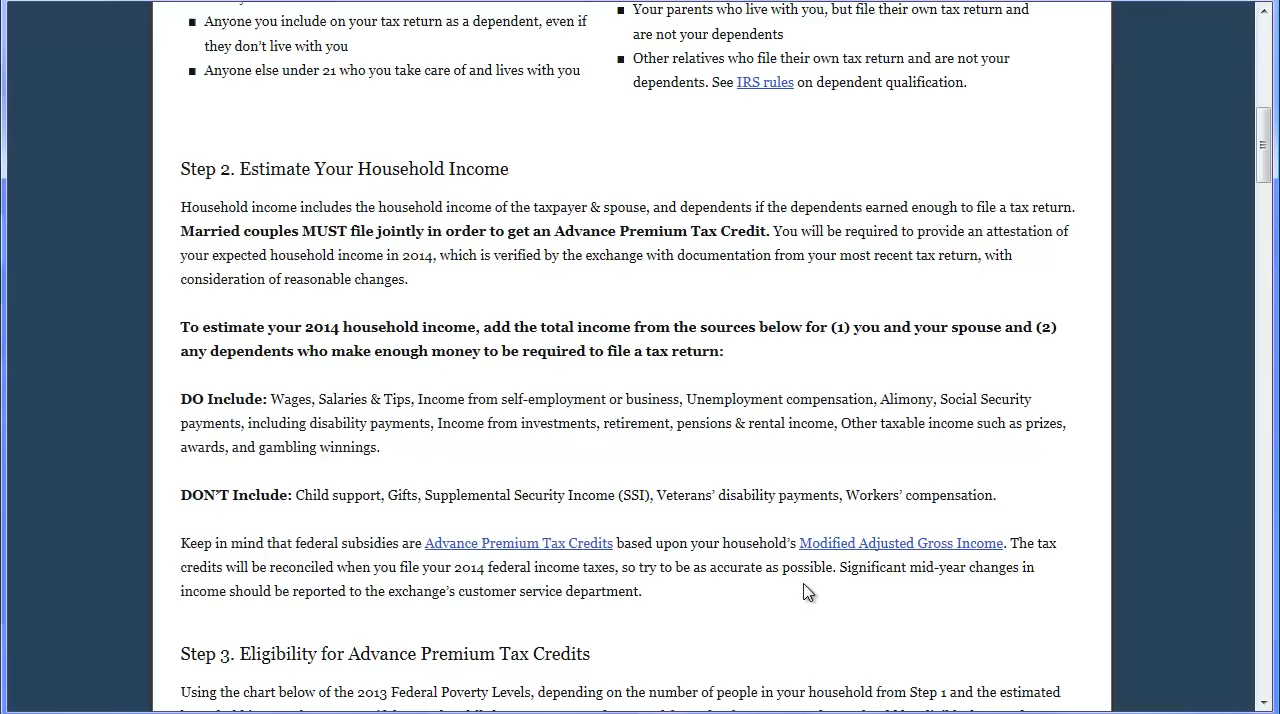 Anyone you include on your tax return as a dependent, even if
they don't live with you
Anyone else under 21 who you take care of and lives with you
Your parents who live with you, but file their own tax return and
are not your dependents
Other relatives who file their own tax return and are not your
dependents. See IRS rules on dependent qualification.
Step 2. Estimate Your Household Income
Household income includes the household income of the taxpayer & spouse, and dependents if the dependents earned enough to file a tax return.
Married couples MUST file jointly in order to get an Advance Premium Tax Credit. You will be required to provide an attestation of
your expected household income in 2014, which is verified by the exchange with documentation from your most recent tax return, with
consideration of reasonable changes.
To estimate your 2014 household income, add the total income from the sources below for (1) you and your spouse and (2)
any dependents who make enough money to be required to file a tax return:
DO Include: Wages, Salaries & Tips, Income from self-employment or business, Unemployment compensation, Alimony, Social Security
payments, including disability payments, Income from investments, retirement, pensions & rental income, Other taxable income such as prizes,
awards, and gambling winnings.
DON'T Include: Child support, Gifts, Supplemental Security Income (SSI), Veterans' disability payments, Workers' compensation.
Keep in mind that federal subsidies are Advance Premium Tax Credits based upon your household's Modified Adjusted Gross Income. The tax
credits will be reconciled when you file your 2014 federal income taxes, so try to be as accurate as possible. Significant mid-year changes in
income should be reported to the exchange's customer service department.
Step 3. Eligibility for Advance Premium Tax Credits
Using the chart below of the 2013 Federal Poverty Levels, depending on the number of people in your household from Step 1 and the estimated